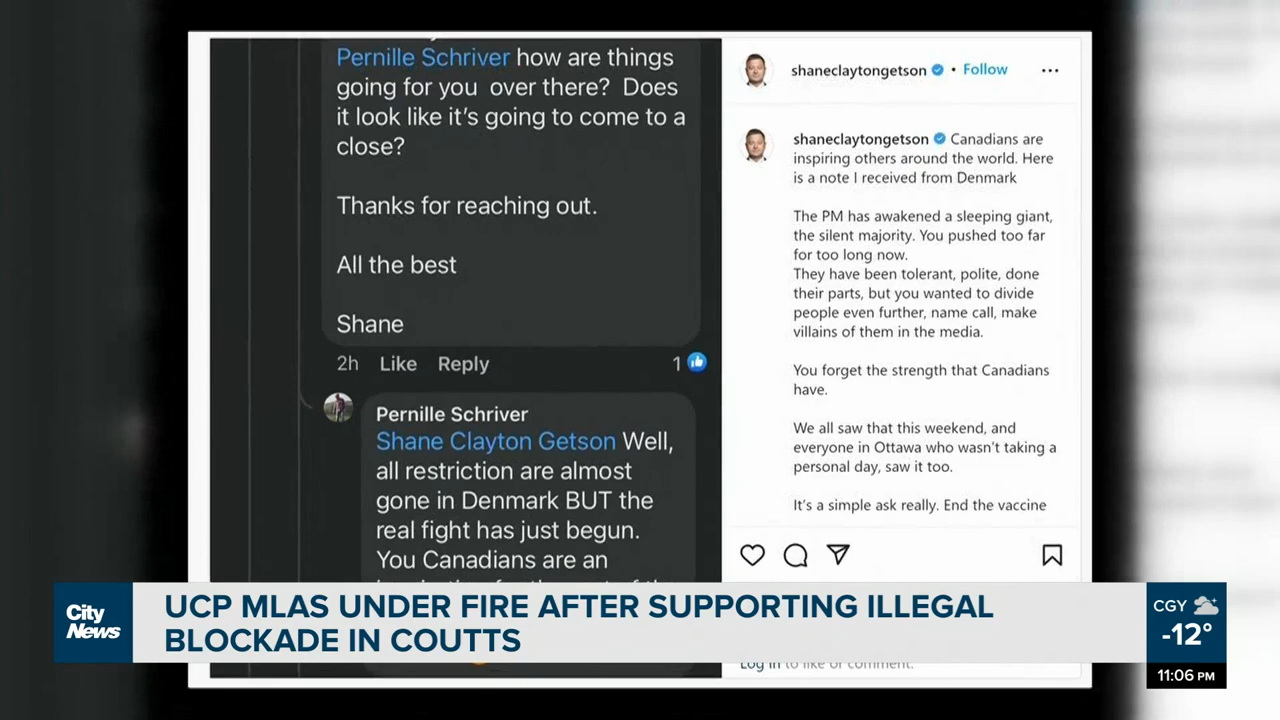 Pernille Schriver how are things
going for you over there? Does
it look like it's going to come to a
close?
Thanks for reaching out.
All the best
Shane
2h Like Reply 1
Pernille Schriver
Shane Clayton Getson Well,
all restriction are almost
gone in Denmark BUT the
real fight has just begun.
You Canadians are an
shaneclaytongetson • Follow ...
shaneclaytongetson Canadians are
inspiring others around the world. Here
is a note I received from Denmark
The PM has awakened a sleeping giant,
the silent majority. You pushed too far
for too long now.
They have been tolerant, polite, done
their parts, but you wanted to divide
people even further, name call, make
villains of them in the media.
You forget the strength that Canadians
have.
We all saw that this weekend, and
everyone in Ottawa who wasn't taking a
personal day, saw it too.
It's a simple ask really. End the vaccine
Log in to like or comment.
City
News
UCP MLAS UNDER FIRE AFTER SUPPORTING ILLEGAL
BLOCKADE IN COUTTS
CGY
-12°
11:06 PM